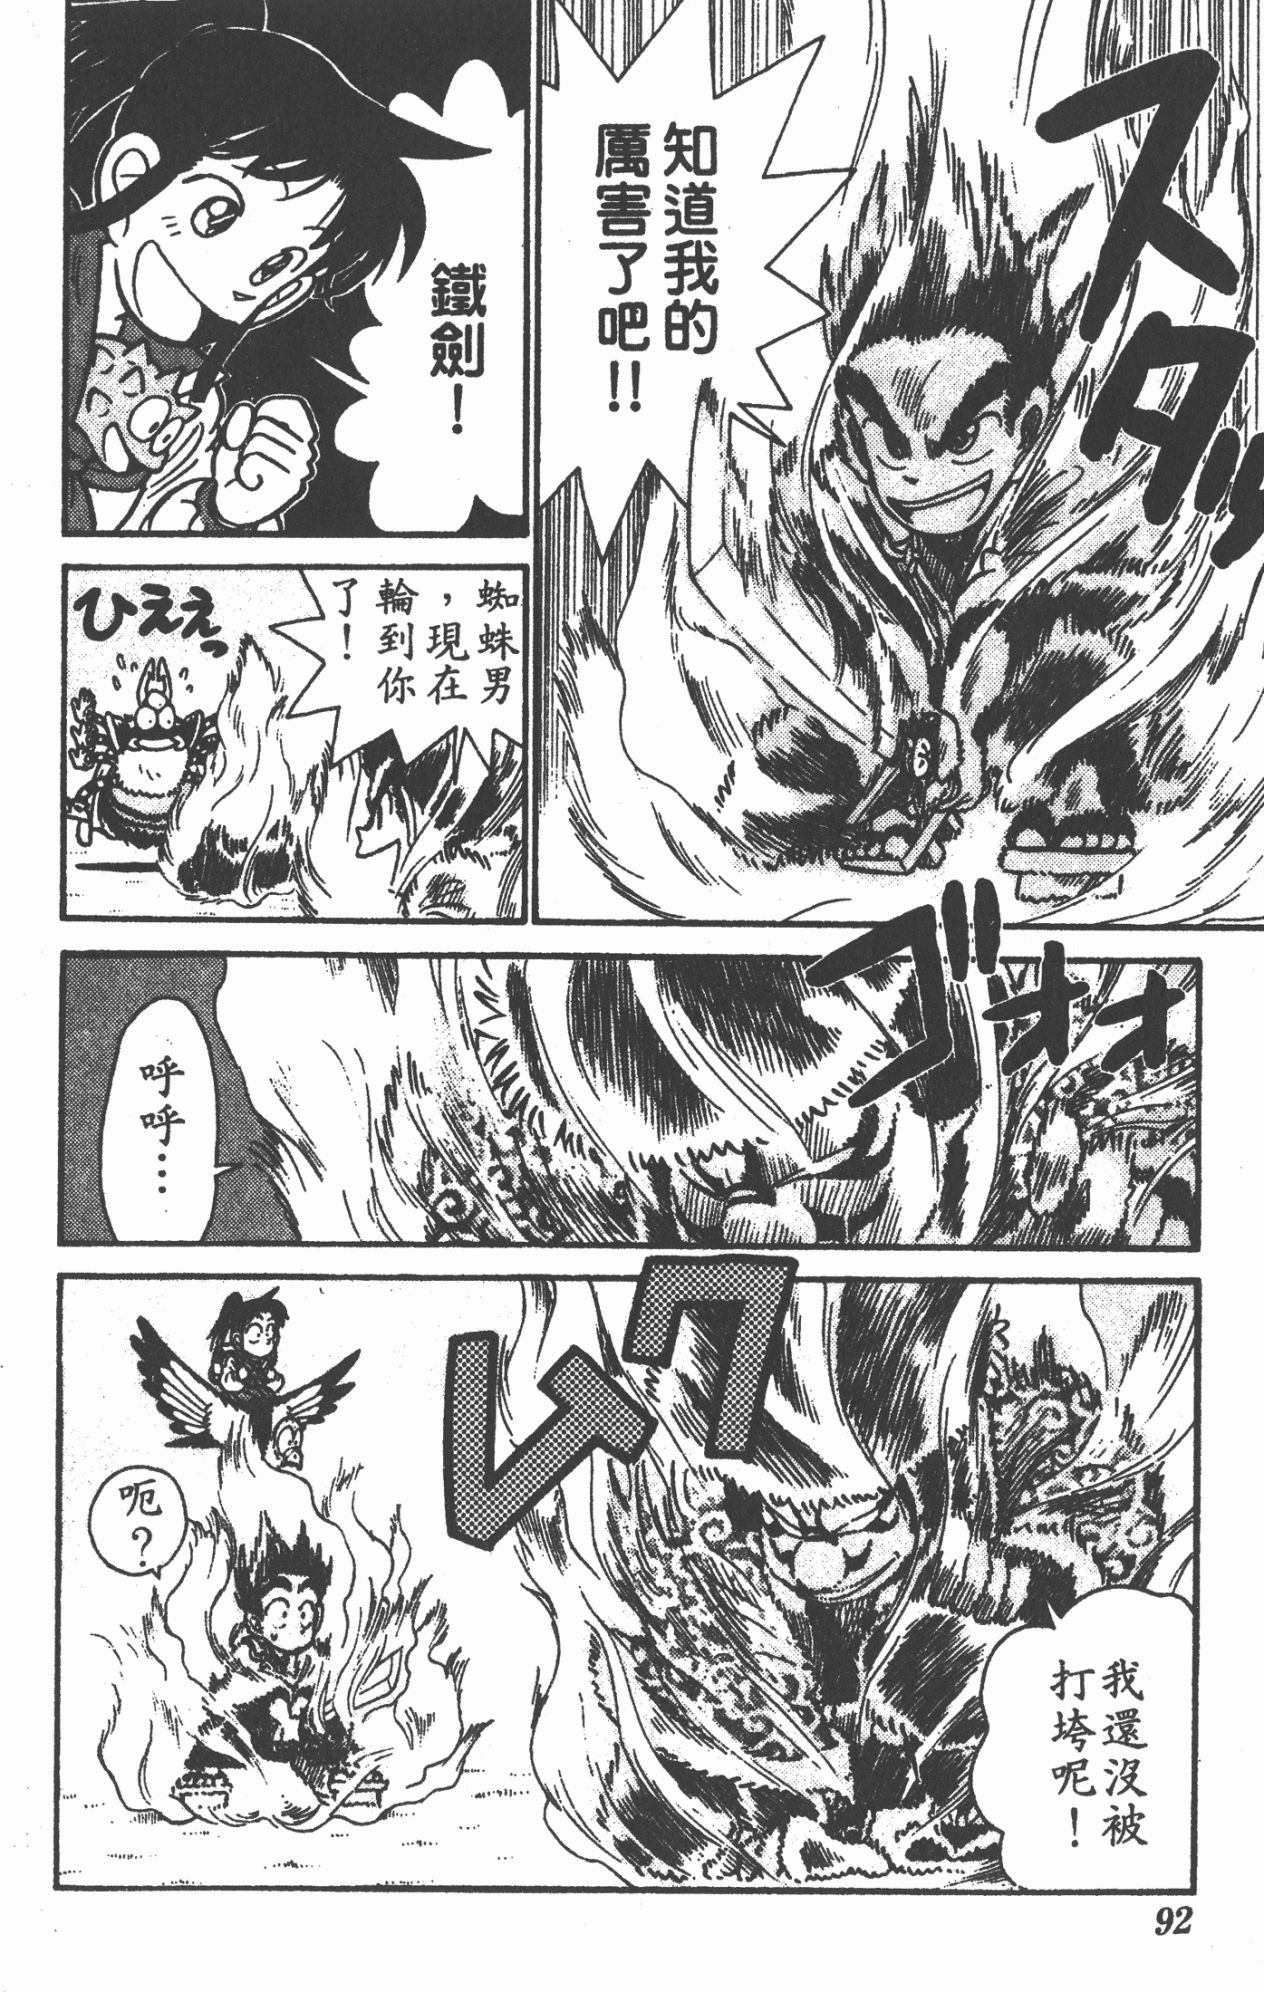 スタッ
知道我的
厲害了吧!!
鐵劍！
蜘蛛男
，現在
輪到你
了！
ひええっ
ゴオオ
呼呼…
ムク
我還沒被
打垮呢！
呃？
92